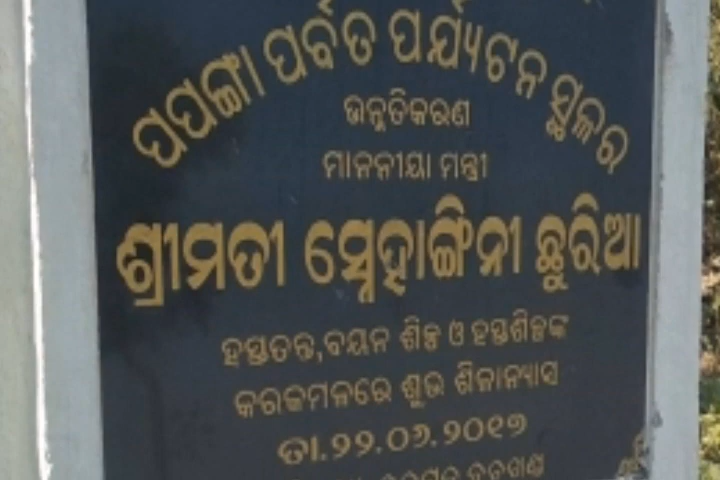 ପପଙ୍ଗା ପର୍ବତ ପର୍ଯ୍ୟଟନ ସ୍ଥଳର
ଉନ୍ନତିକରଣ
ମାନନୀୟା ମନ୍ତ୍ରୀ
ଶ୍ରୀମତୀ ସ୍ନେହାଙ୍ଗିନୀ ଛୁରିଆ
ହସ୍ତତନ୍ତ,ବୟନ ଶିଳ୍ପ ଓ ହସ୍ତଶିଳ୍ପଙ୍କ
କରକମଳରେ ଶୁଭ ଶିଳାନ୍ୟାସ
ତା.୨୨.୦୬.୨୦୧୭